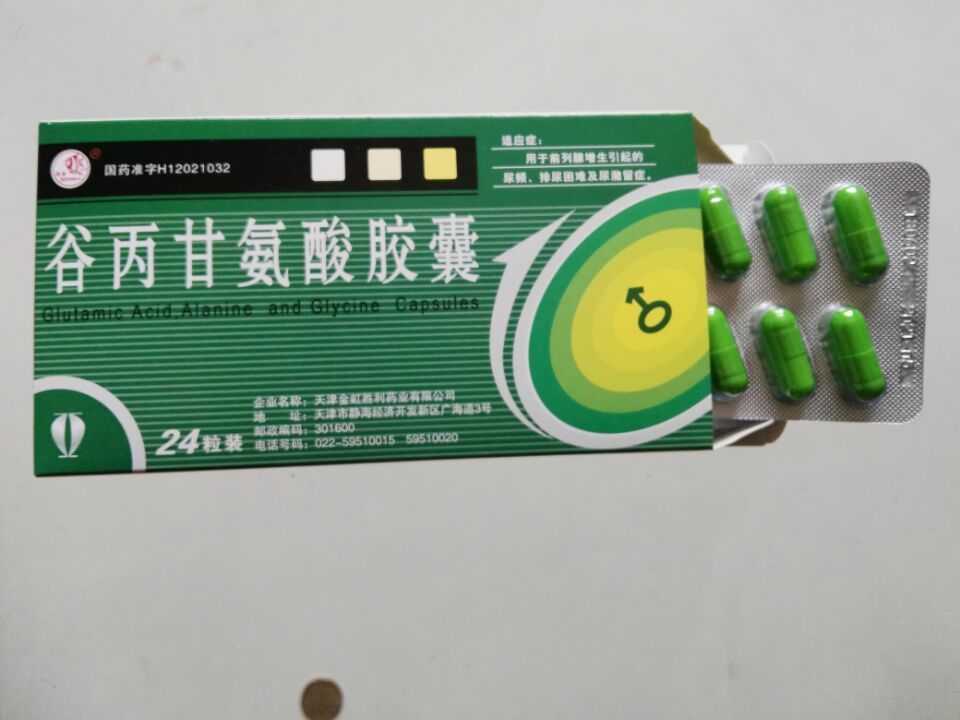 国药准字H12021032
适应症：
用于前列腺增生引起的
尿频、排尿困难及尿潴留症。
谷丙甘氨酸胶囊
Glutamic Acid,Alanine and Glycine Capsules
24粒装
企业名称：天津金虹胜利药业有限公司
地 址：天津市静海经济开发新区广海道3号
邮政编码：301600
电话号码：022-59510015 59510020